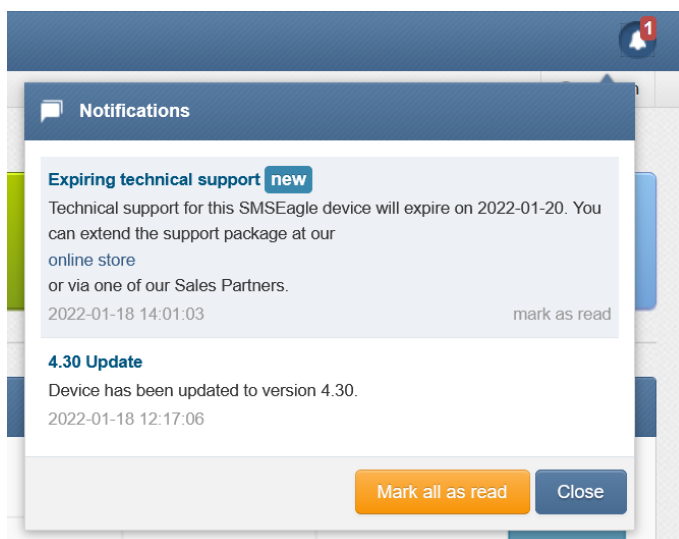 1
Notifications
Expiring technical support new
Technical support for this SMSEagle device will expire on 2022-01-20. You
can extend the support package at our
online store
or via one of our Sales Partners.
2022-01-18 14:01:03 mark as read
4.30 Update
Device has been updated to version 4.30.
2022-01-18 12:17:06
Mark all as read Close